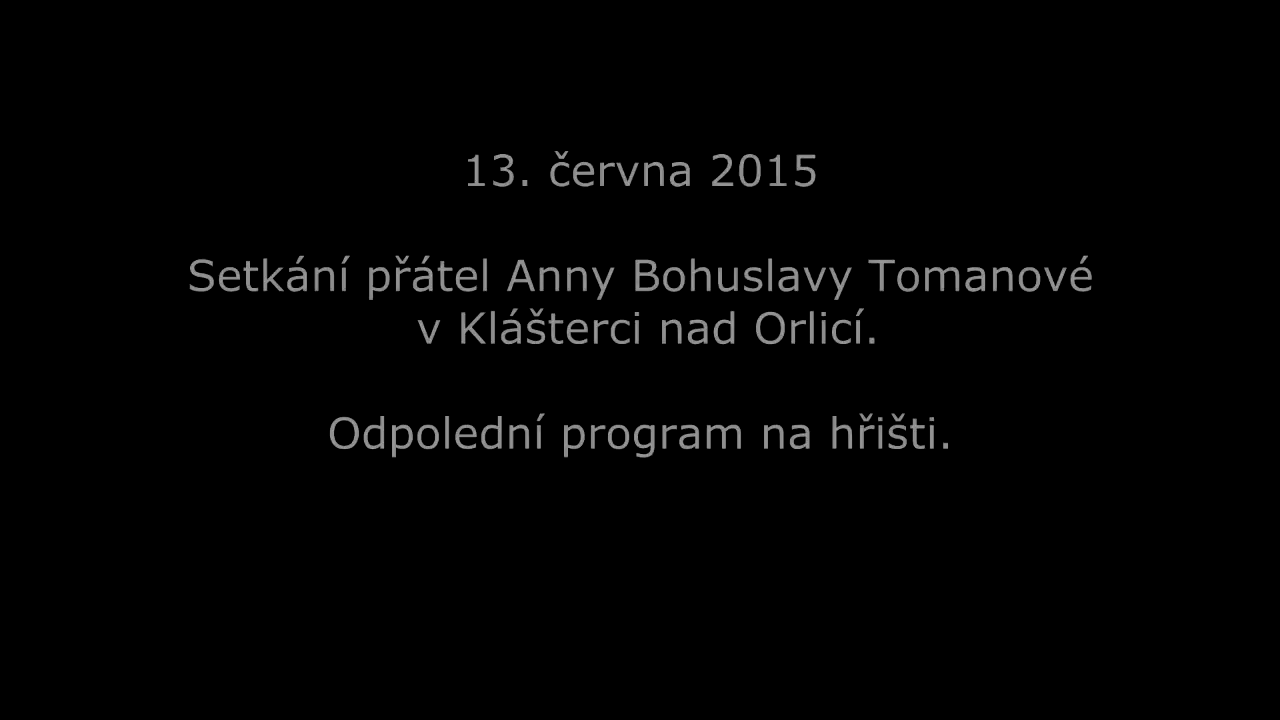 13. června 2015
Setkání přátel Anny Bohuslavy Tomanové
v Klášterci nad Orlicí.
Odpolední program na hřišti.